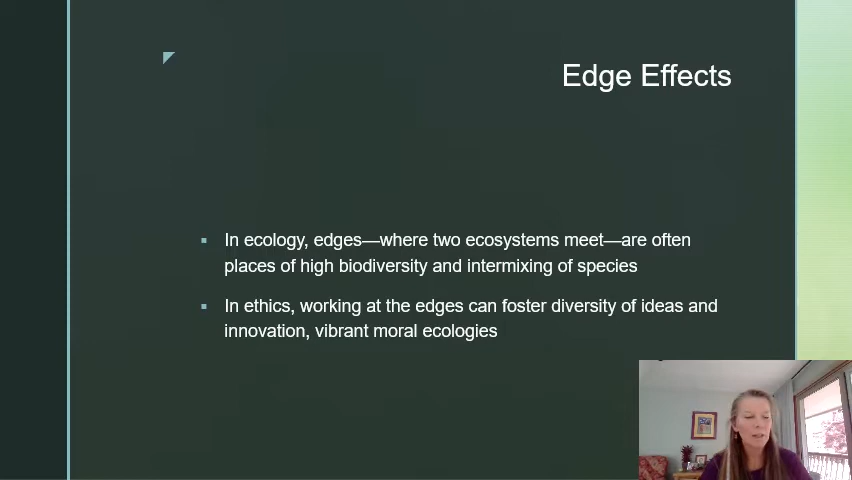 Edge Effects
In ecology, edges—where two ecosystems meet—are often
places of high biodiversity and intermixing of species
In ethics, working at the edges can foster diversity of ideas and
innovation, vibrant moral ecologies